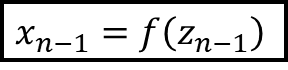 $x_{n-1} = f(z_{n-1})$